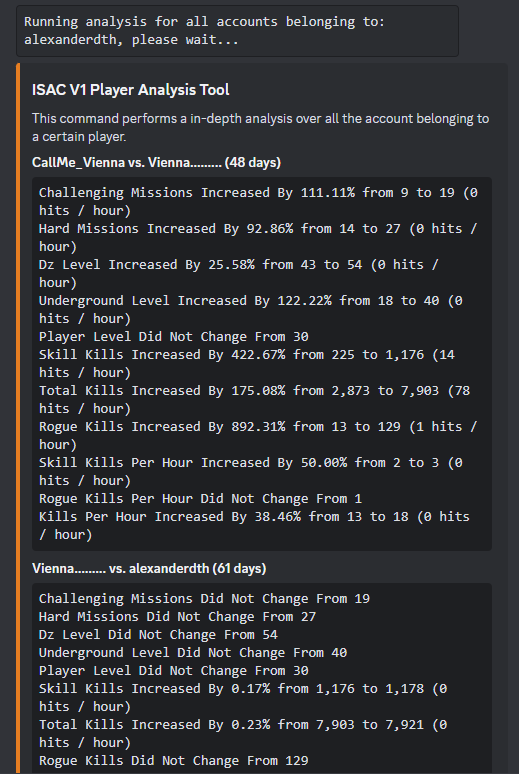 Running analysis for all accounts belonging to:
alexanderdth, please wait...
ISAC V1 Player Analysis Tool
This command performs a in-depth analysis over all the account belonging to
a certain player.
CallMe_Vienna vs. Vienna......... (48 days)
Challenging Missions Increased By 111.11% from 9 to 19 (0
hits / hour)
Hard Missions Increased By 92.86% from 14 to 27 (0 hits /
hour)
Dz Level Increased By 25.58% from 43 to 54 (0 hits /
hour)
Underground Level Increased By 122.22% from 18 to 40 (0
hits / hour)
Player Level Did Not Change From 30
Skill Kills Increased By 422.67% from 225 to 1,176 (14
hits / hour)
Total Kills Increased By 175.08% from 2,873 to 7,903 (78
hits / hour)
Rogue Kills Increased By 892.31% from 13 to 129 (1 hits /
hour)
Skill Kills Per Hour Increased By 50.00% from 2 to 3 (0
hits / hour)
Rogue Kills Per Hour Did Not Change From 1
Kills Per Hour Increased By 38.46% from 13 to 18 (0 hits
/ hour)
Vienna......... vs. alexanderdth (61 days)
Challenging Missions Did Not Change From 19
Hard Missions Did Not Change From 27
Dz Level Did Not Change From 54
Underground Level Did Not Change From 40
Player Level Did Not Change From 30
Skill Kills Increased By 0.17% from 1,176 to 1,178 (0
hits / hour)
Total Kills Increased By 0.23% from 7,903 to 7,921 (0
hits / hour)
Rogue Kills Did Not Change From 129